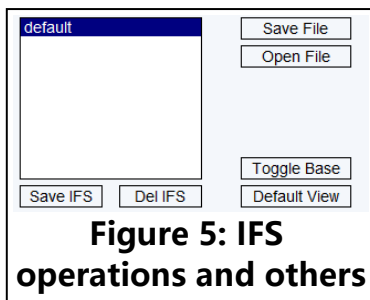 default
Save File
Open File
Toggle Base
Save IFS Del IFS Default View
Figure 5: IFS
operations and others